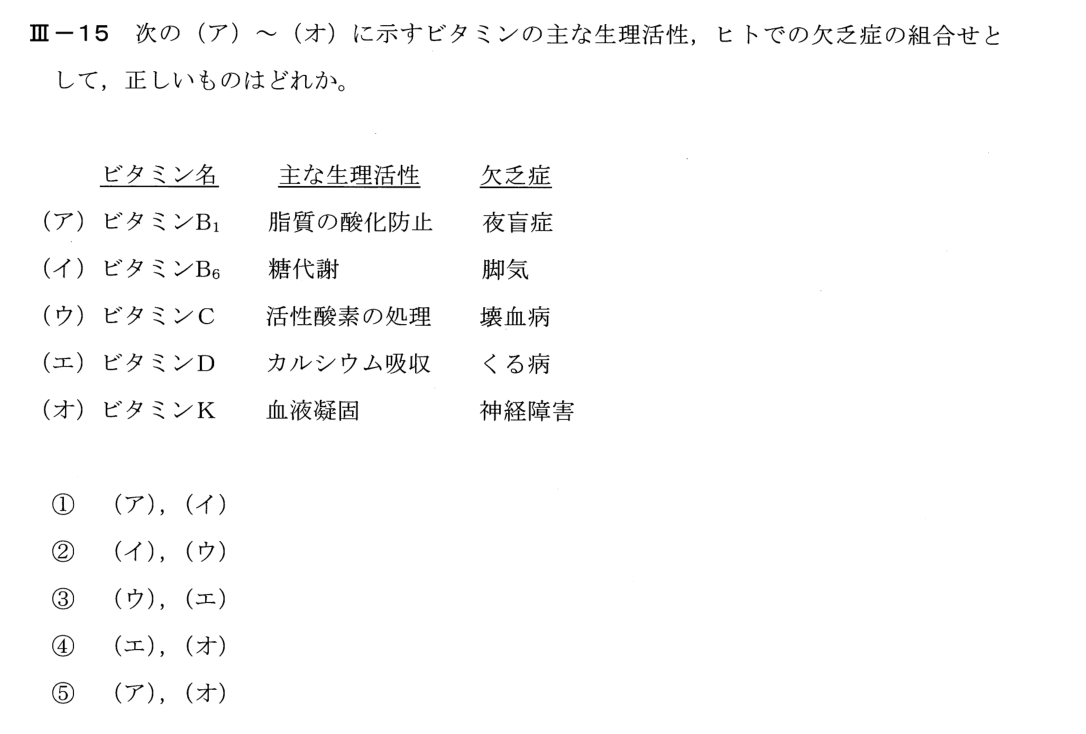 Ⅲ－15 次の（ア）～（オ）に示すビタミンの主な生理活性，ヒトでの欠乏症の組合せと
して，正しいものはどれか。
ビタミン名 主な生理活性 欠乏症
（ア）ビタミンB₁ 脂質の酸化防止 夜盲症
（イ）ビタミンB₆ 糖代謝 脚気
（ウ）ビタミンC 活性酸素の処理 壊血病
（エ）ビタミンD カルシウム吸収 くる病
（オ）ビタミンK 血液凝固 神経障害
① （ア），（イ）
② （イ），（ウ）
③ （ウ），（エ）
④ （エ），（オ）
⑤ （ア），（オ）